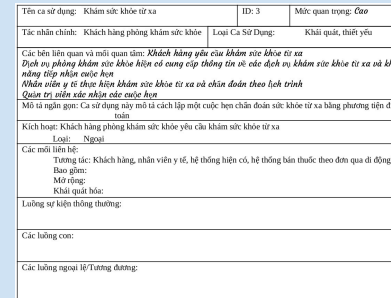 Tên ca sử dụng: Khám sức khỏe từ xa ID: 3 Mức quan trọng: Cao
Tác nhân chính: Khách hàng phòng khám sức khỏe Loại Ca Sử Dụng: Khái quát, thiết yếu
Các bên liên quan và mối quan tâm: Khách hàng yêu cầu khám sức khỏe từ xa
Dịch vụ phòng khám sức khỏe hiện có cung cấp thông tin về các dịch vụ khám sức khỏe từ xa và
năng tiếp nhận cuộc hẹn
Nhân viên y tế thực hiện khám sức khỏe từ xa và chẩn đoán theo lịch trình
Quản trị viên xác nhận các cuộc hẹn
Mô tả ngắn gọn: Ca sử dụng này mô tả cách lập một cuộc hẹn chẩn đoán sức khỏe từ xa bằng phương tiện
toán
Kích hoạt: Khách hàng phòng khám sức khỏe yêu cầu khám sức khỏe từ xa
Loại: Ngoại
Các mối liên hệ:
Tương tác: Khách hàng, nhân viên y tế, hệ thống hiện có, hệ thống bán thuốc theo đơn qua di động
Bao gồm:
Mở rộng:
Khái quát hóa:
Luồng sự kiện thông thường:
Các luồng con:
Các luồng ngoại lệ/Tương đương: